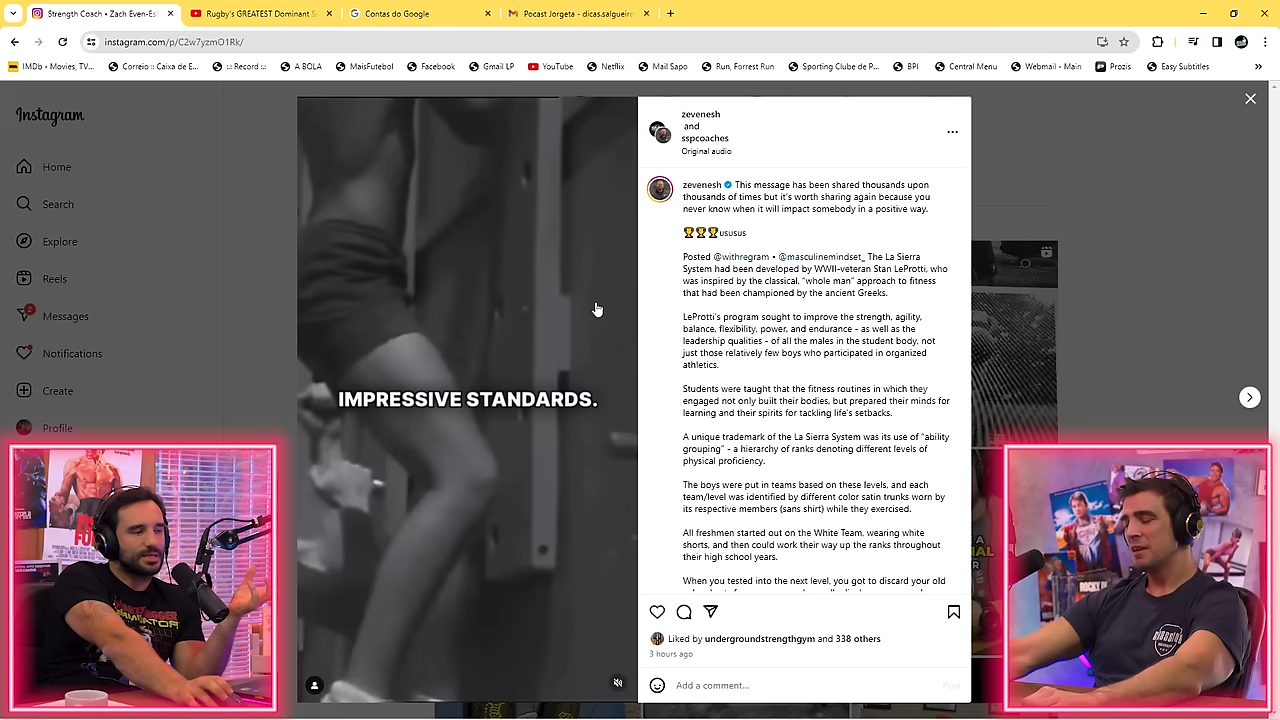 Strength Coach • Zach Even-Es
Rugby's GREATEST Dominant S
Contas do Google
Pocast Jorgeta - dicas.salgueiro
instagram.com/p/C2w7yzmO1Rk/
IMDb • Movies, TV...
Correio :: Caixa de E...
::: Record :::
A BOLA
MaisFutebol
Facebook
Gmail LP
YouTube
Netflix
Mail Sapo
Run, Forrest Run
Sporting Clube de P...
BPI
Central Menu
Webmail • Main
Prozis
Easy Subtitles
Instagram
Home
Search
Explore
Reels
2
Messages
Notifications
Create
Profile
IMPRESSIVE STANDARDS.
zevenesh
and
sspcoaches
Original audio
zevenesh This message has been shared thousands upon
thousands of times but it's worth sharing again because you
never know when it will impact somebody in a positive way.
🏆🏆🏆ususus
Posted @withregram • @masculinemindset_ The La Sierra
System had been developed by WWII-veteran Stan LeProtti, who
was inspired by the classical, "whole man" approach to fitness
that had been championed by the ancient Greeks.
LeProtti's program sought to improve the strength, agility,
balance, flexibility, power, and endurance - as well as the
leadership qualities - of all the males in the student body, not
just those relatively few boys who participated in organized
athletics.
Students were taught that the fitness routines in which they
engaged not only built their bodies, but prepared their minds for
learning and their spirits for tackling life's setbacks.
A unique trademark of the La Sierra System was its use of "ability
grouping" - a hierarchy of ranks denoting different levels of
physical proficiency.
The boys were put in teams based on these levels, and each
team/level was identified by different color satin trunks worn by
its respective members (sans shirt) while they exercised.
All freshmen started out on the White Team, wearing white
shorts, and then could work their way up the ranks throughout
their high school years.
When you tested into the next level, you got to discard your old
Liked by undergroundstrengthgym and 338 others
3 hours ago
Add a comment...
Post